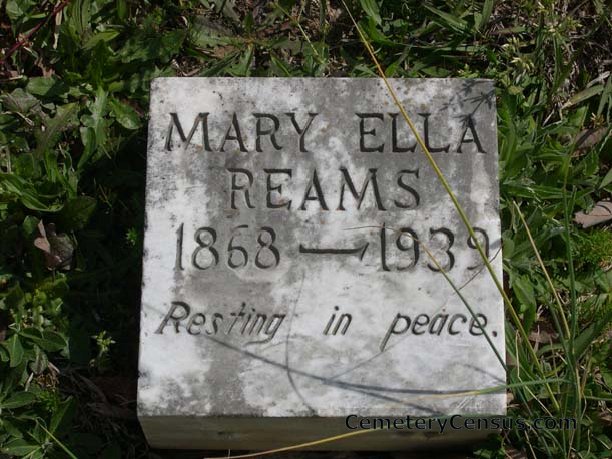 MARY ELLA
REAMS
1868 — 1939
Resting in peace.
CemeteryCensus.com